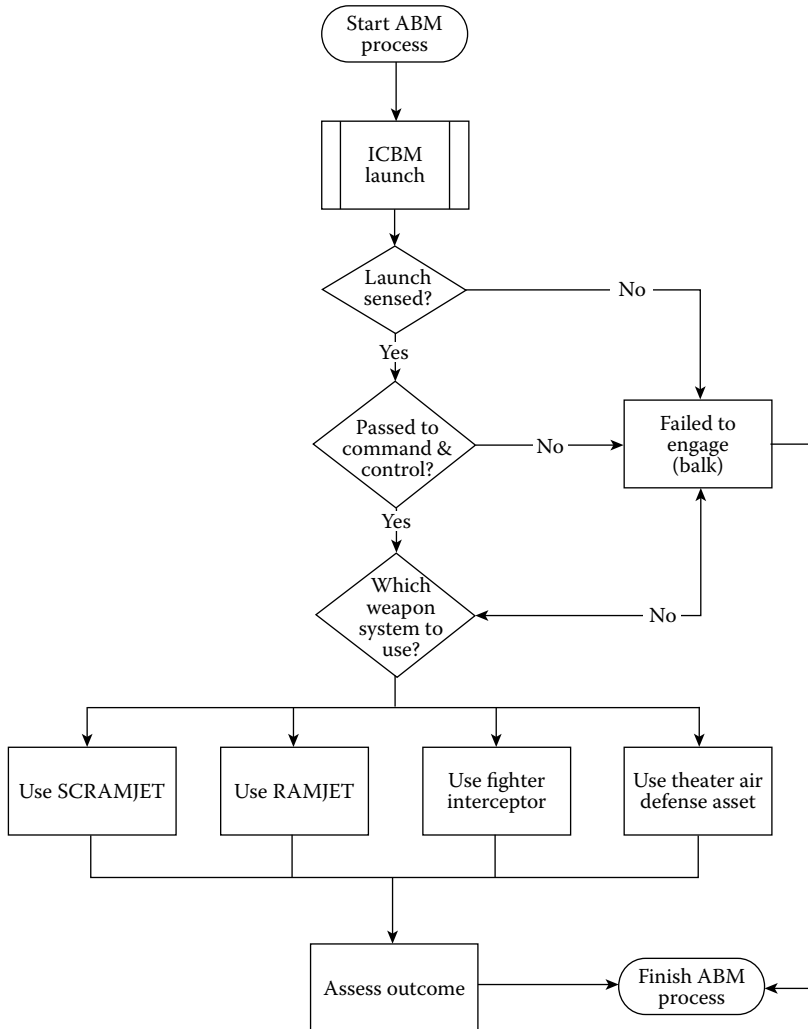 Start ABM
process
ICBM
launch
Launch
sensed?
No
Yes
Passed to
command &
control?
No
Failed to
engage
(balk)
Yes
Which
weapon
system to
use?
No
Use SCRAMJET
Use RAMJET
Use fighter
interceptor
Use theater air
defense asset
Assess outcome
Finish ABM
process